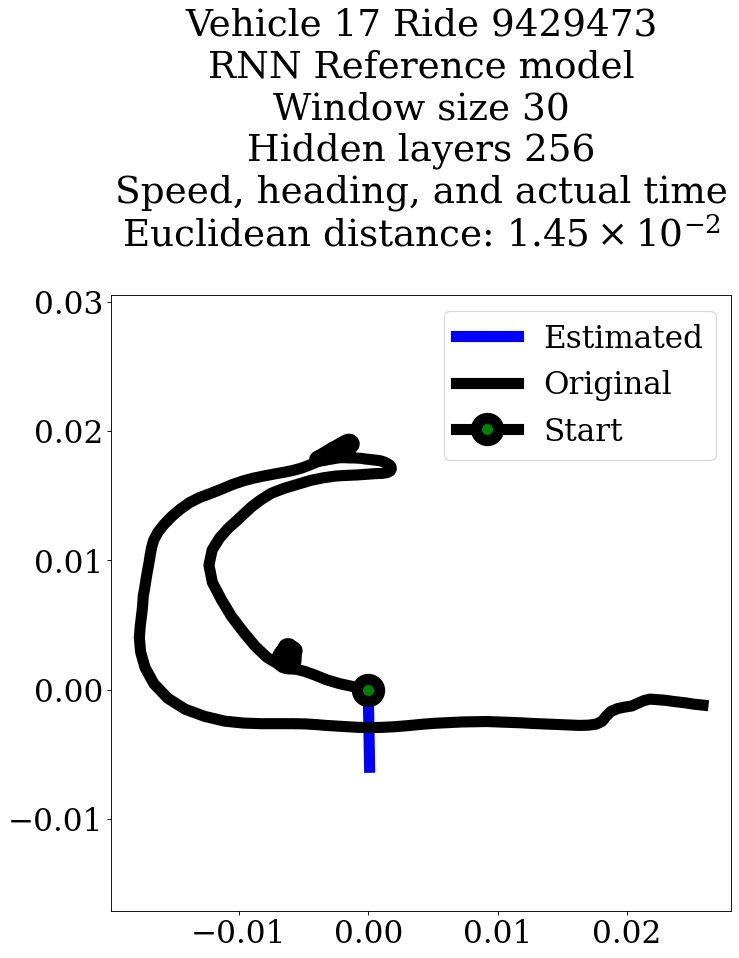 Vehicle 17 Ride 9429473
RNN Reference model
Window size 30
Hidden layers 256
Speed, heading, and actual time
Euclidean distance: 1.45 × 10⁻²
0.03
0.02
0.01
0.00
−0.01
Estimated
Original
Start
−0.01 0.00 0.01 0.02